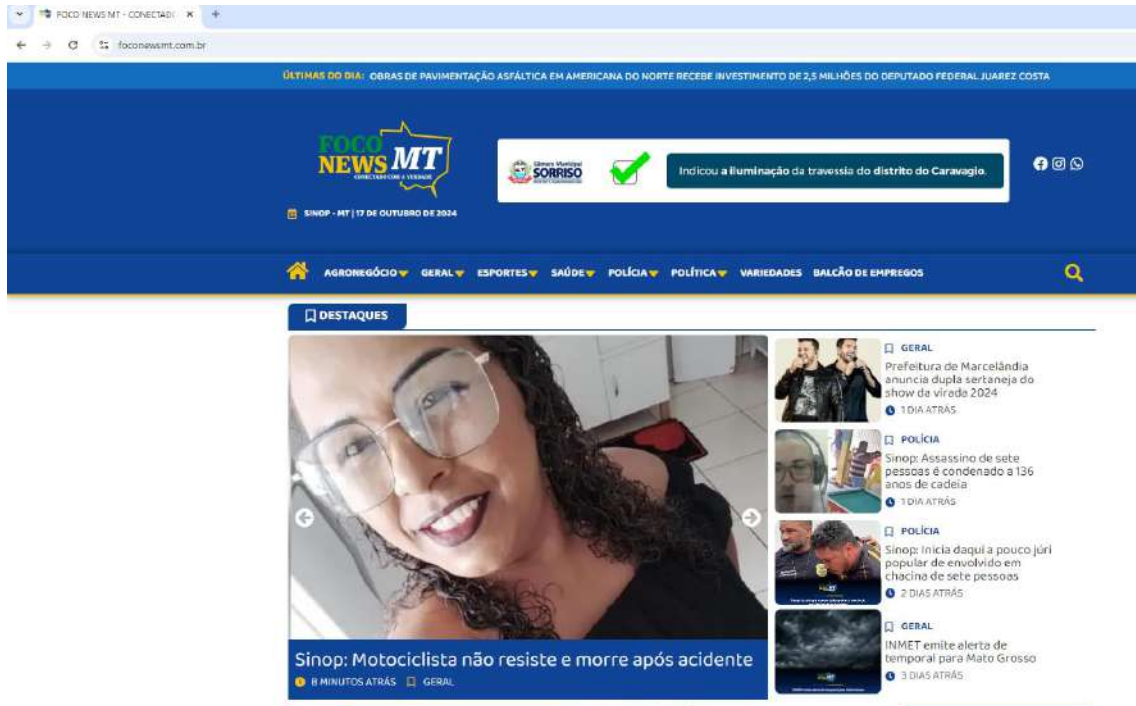 FOCO NEWS MT - CONECTAD
foconewsmt.com.br
ÚLTIMAS DO DIA: OBRAS DE PAVIMENTAÇÃO ASFÁLTICA EM AMERICANA DO NORTE RECEBE INVESTIMENTO DE 2,5 MILHÕES DO DEPUTADO FEDERAL JUAREZ COSTA
FOCO
NEWS MT
CONECTADO COM A VERDADE
Câmara Municipal
SORRISO
Indicou a iluminação da travessia do distrito do Caravagio.
SINOP - MT | 17 DE OUTUBRO DE 2024
AGRONEGÓCIO GERAL ESPORTES SAÚDE POLÍCIA POLÍTICA VARIEDADES BALCÃO DE EMPREGOS
DESTAQUES
GERAL
Prefeitura de Marcelândia
anuncia dupla sertaneja do
show da virada 2024
1 DIA ATRÁS
POLÍCIA
Sinop: Assassino de sete
pessoas é condenado a 136
anos de cadeia
1 DIA ATRÁS
POLÍCIA
Sinop: Inicia daqui a pouco júri
popular de envolvido em
chacina de sete pessoas
2 DIAS ATRÁS
GERAL
INMET emite alerta de
temporal para Mato Grosso
3 DIAS ATRÁS
Sinop: Motociclista não resiste e morre após acidente
8 MINUTOS ATRÁS GERAL